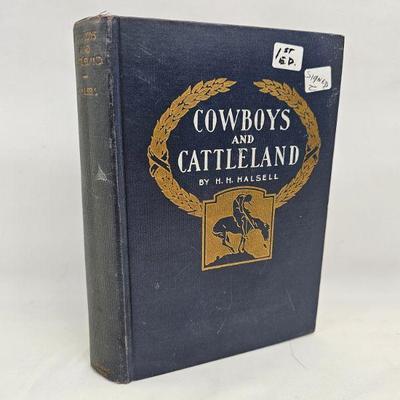 1ST
ED.
SIGNED
COWBOYS
AND
CATTLELAND
BY H. H. HALSELL